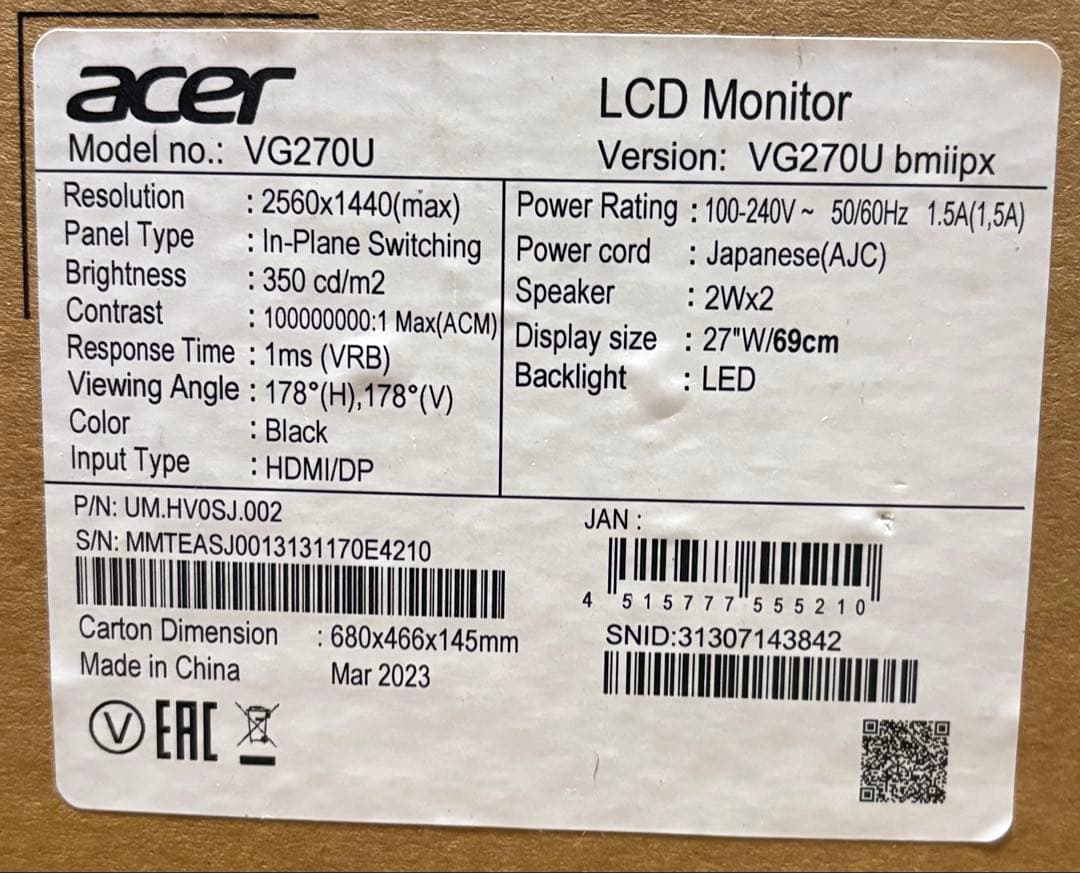 acer
LCD Monitor
Model no.: VG270U
Version: VG270U bmiipx
Resolution : 2560x1440(max)
Panel Type : In-Plane Switching
Brightness : 350 cd/m2
Contrast : 100000000:1 Max(ACM)
Response Time : 1ms (VRB)
Viewing Angle : 178°(H),178°(V)
Color : Black
Input Type : HDMI/DP
Power Rating : 100-240V ~ 50/60Hz 1.5A(1,5A)
Power cord : Japanese(AJC)
Speaker : 2Wx2
Display size : 27"W/69cm
Backlight : LED
P/N: UM.HV0SJ.002
S/N: MMTEASJ0013131170E4210
Carton Dimension : 680x466x145mm
Made in China Mar 2023
V EAC
JAN :
4 515777 555210
SNID:31307143842